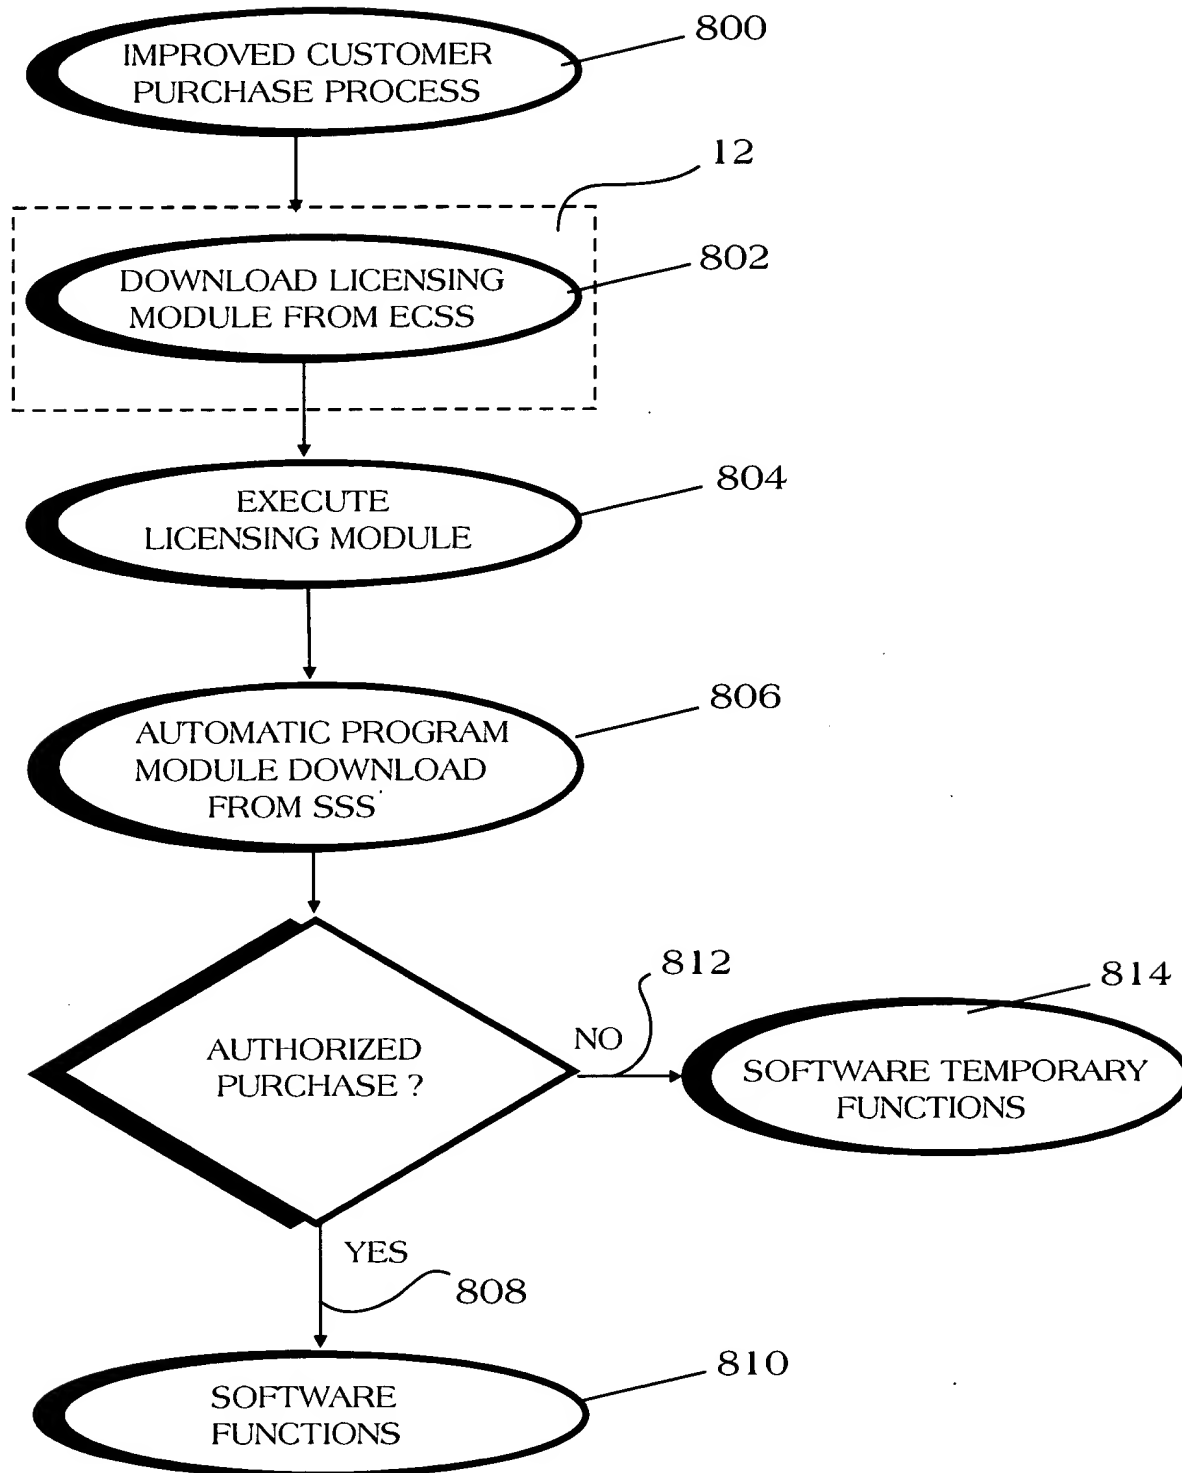 800
IMPROVED CUSTOMER
PURCHASE PROCESS
12
802
DOWNLOAD LICENSING
MODULE FROM ECSS
804
EXECUTE
LICENSING MODULE
806
AUTOMATIC PROGRAM
MODULE DOWNLOAD
FROM SSS
812
814
NO
AUTHORIZED
PURCHASE ?
SOFTWARE TEMPORARY
FUNCTIONS
YES
808
810
SOFTWARE
FUNCTIONS